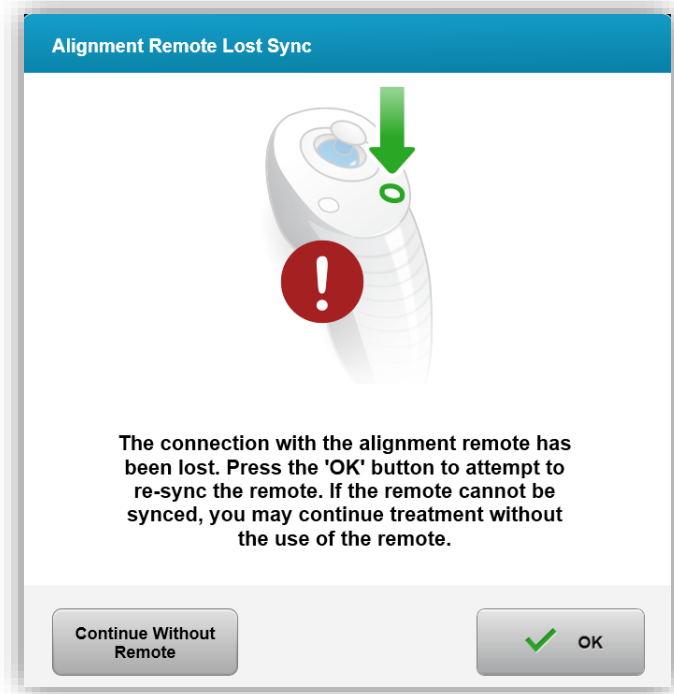 Alignment Remote Lost Sync
The connection with the alignment remote has
been lost. Press the 'OK' button to attempt to
re-sync the remote. If the remote cannot be
synced, you may continue treatment without
the use of the remote.
Continue Without
Remote
OK